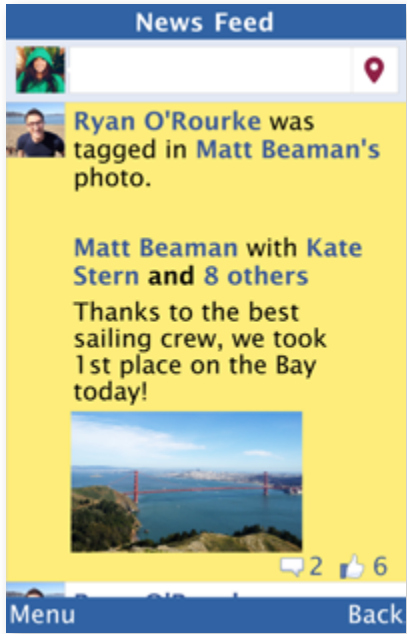 News Feed
Ryan O'Rourke was
tagged in Matt Beaman's
photo.
Matt Beaman with Kate
Stern and 8 others
Thanks to the best
sailing crew, we took
1st place on the Bay
today!
2 6
Menu Back